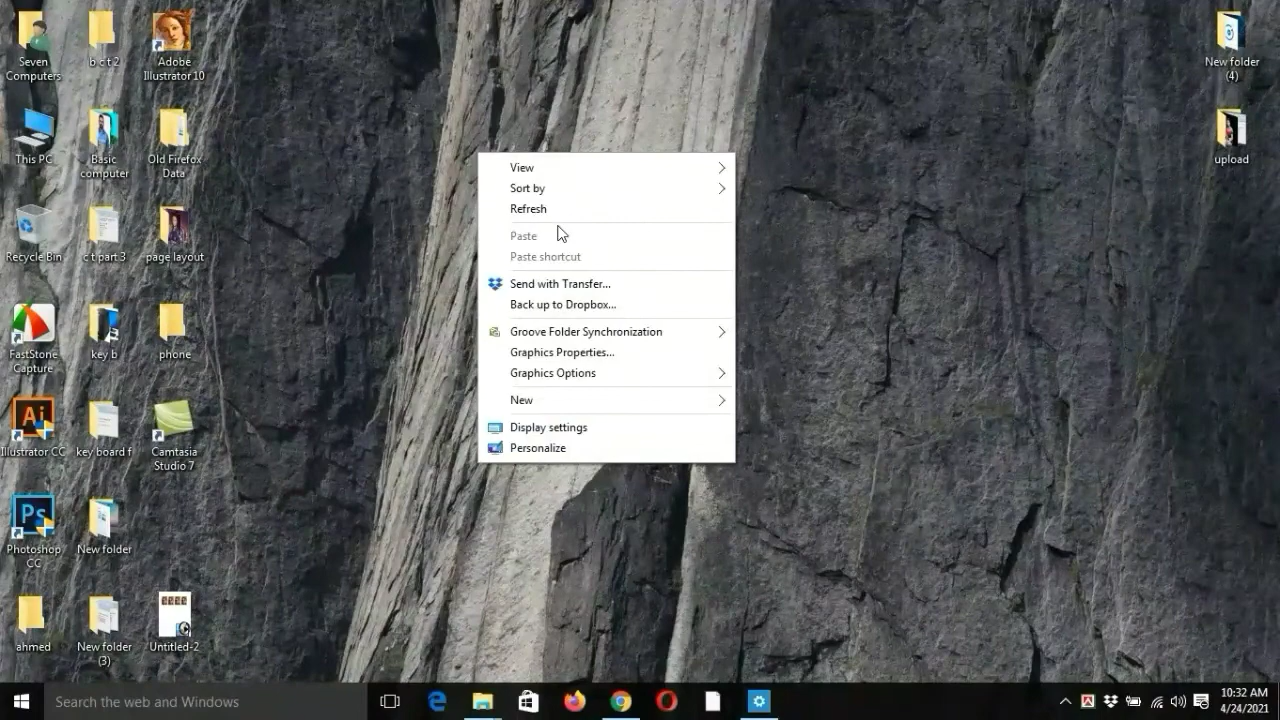 Seven
Computers
b c t 2
Adobe
Illustrator10
This PC
Basic
computer
Old Firefox
Data
Recycle Bin
c t part 3
page layout
FastStone
Capture
key b
phone
Ai
Illustrator CC
key board f
Camtasia
Studio 7
Ps
Photoshop
CC
New folder
ahmed
New folder
(3)
Untitled-2
View
Sort by
Refresh
Paste
Paste shortcut
Send with Transfer...
Back up to Dropbox...
Groove Folder Synchronization
Graphics Properties...
Graphics Options
New
Display settings
Personalize
New folder
(4)
upload
Search the web and Windows
10:32 AM
4/24/2021